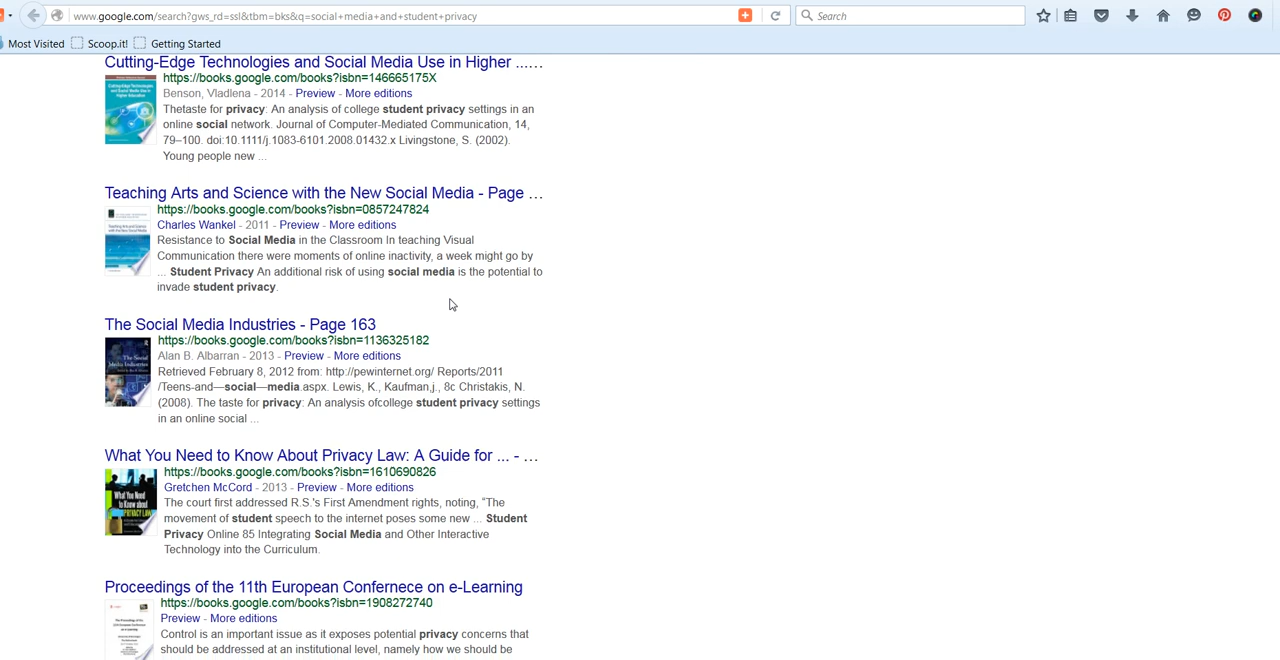 www.google.com/search?gws_rd=ssl&tbm=bks&q=social+media+and+student+privacy
Search
Most Visited
Scoop.it!
Getting Started
Cutting-Edge Technologies and Social Media Use in Higher ...…
https://books.google.com/books?isbn=146665175X
Benson, Vladlena - 2014 - Preview - More editions
Thetaste for privacy: An analysis of college student privacy settings in an
online social network. Journal of Computer-Mediated Communication, 14,
79–100. doi:10.1111/j.1083-6101.2008.01432.x Livingstone, S. (2002).
Young people new ...
Teaching Arts and Science with the New Social Media - Page …
https://books.google.com/books?isbn=0857247824
Charles Wankel - 2011 - Preview - More editions
Resistance to Social Media in the Classroom In teaching Visual
Communication there were moments of online inactivity, a week might go by
... Student Privacy An additional risk of using social media is the potential to
invade student privacy.
The Social Media Industries - Page 163
https://books.google.com/books?isbn=1136325182
Alan B. Albarran - 2013 - Preview - More editions
Retrieved February 8, 2012 from: http://pewinternet.org/ Reports/2011
/Teens-and—social—media.aspx. Lewis, K., Kaufman,j., 8c Christakis, N.
(2008). The taste for privacy: An analysis ofcollege student privacy settings
in an online social ...
What You Need to Know About Privacy Law: A Guide for ... - …
https://books.google.com/books?isbn=1610690826
Gretchen McCord - 2013 - Preview - More editions
The court first addressed R.S.'s First Amendment rights, noting, “The
movement of student speech to the internet poses some new ... Student
Privacy Online 85 Integrating Social Media and Other Interactive
Technology into the Curriculum.
Proceedings of the 11th European Confernece on e-Learning
https://books.google.com/books?isbn=1908272740
Preview - More editions
Control is an important issue as it exposes potential privacy concerns that
should be addressed at an institutional level, namely how we should be